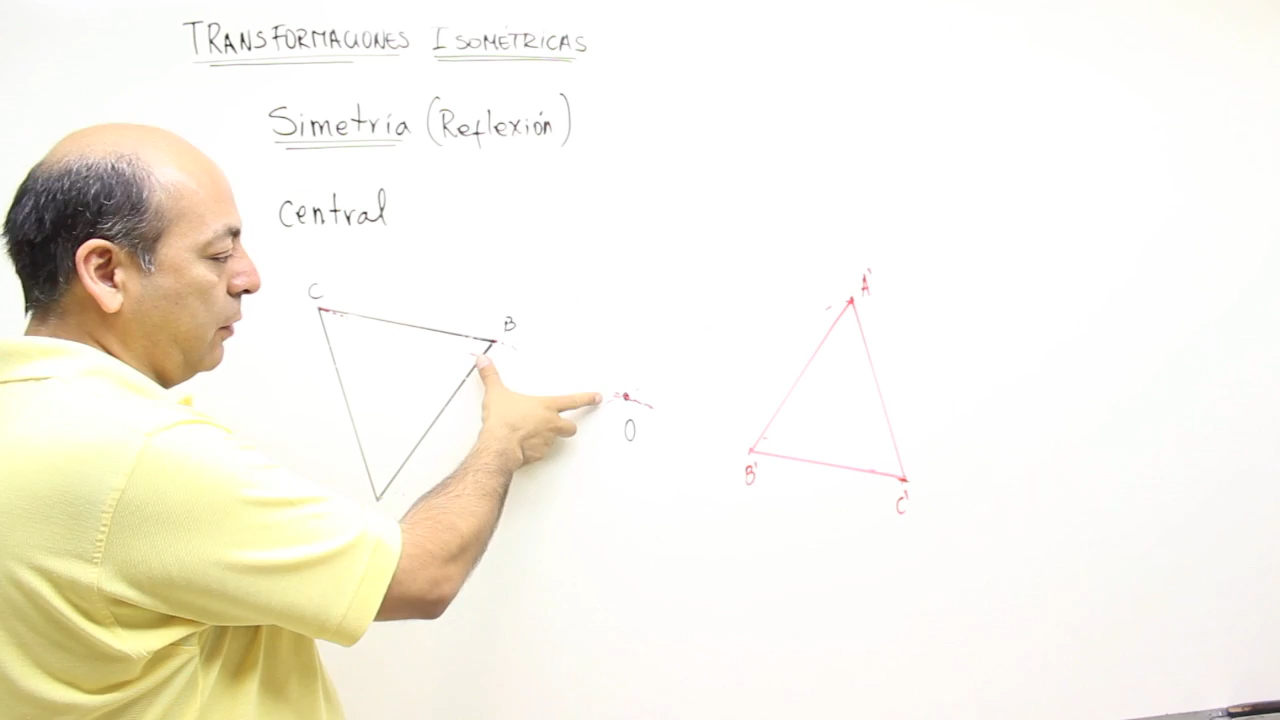 TRANSFORMACIONES ISOMÉTRICAS
Simetría (Reflexión)
Central
C
B
O
A'
B'
C'